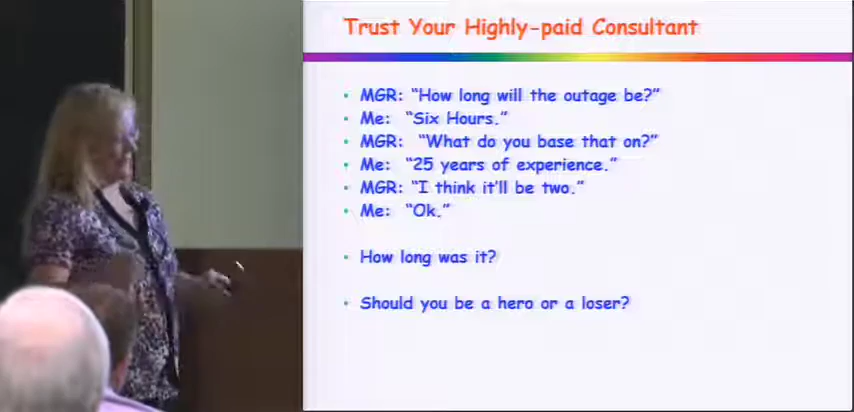 Trust Your Highly-paid Consultant
• MGR: "How long will the outage be?"
• Me: "Six Hours."
• MGR: "What do you base that on?"
• Me: "25 years of experience."
• MGR: "I think it'll be two."
• Me: "Ok."
• How long was it?
• Should you be a hero or a loser?